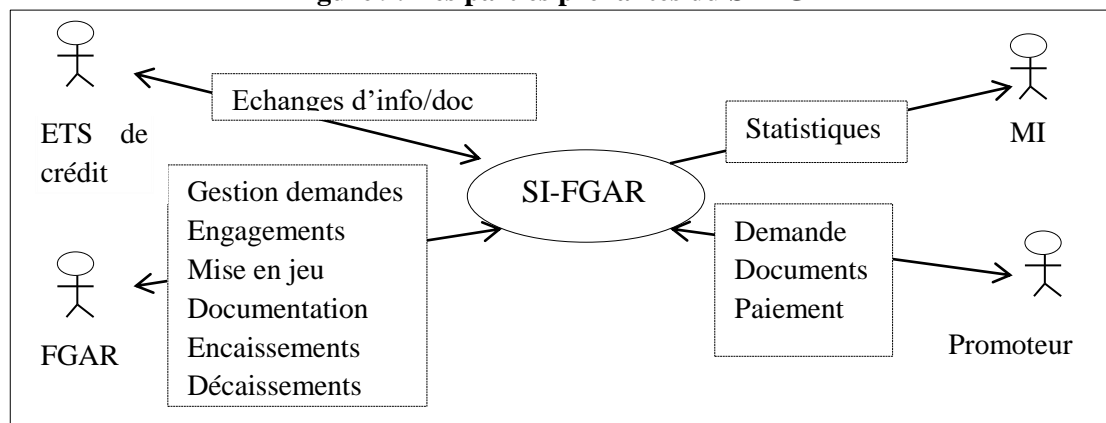 Echanges d’info/doc
ETS de
crédit
Statistiques
MI
SI-FGAR
Gestion demandes
Engagements
Mise en jeu
Documentation
Encaissements
Décaissements
FGAR
Demande
Documents
Paiement
Promoteur